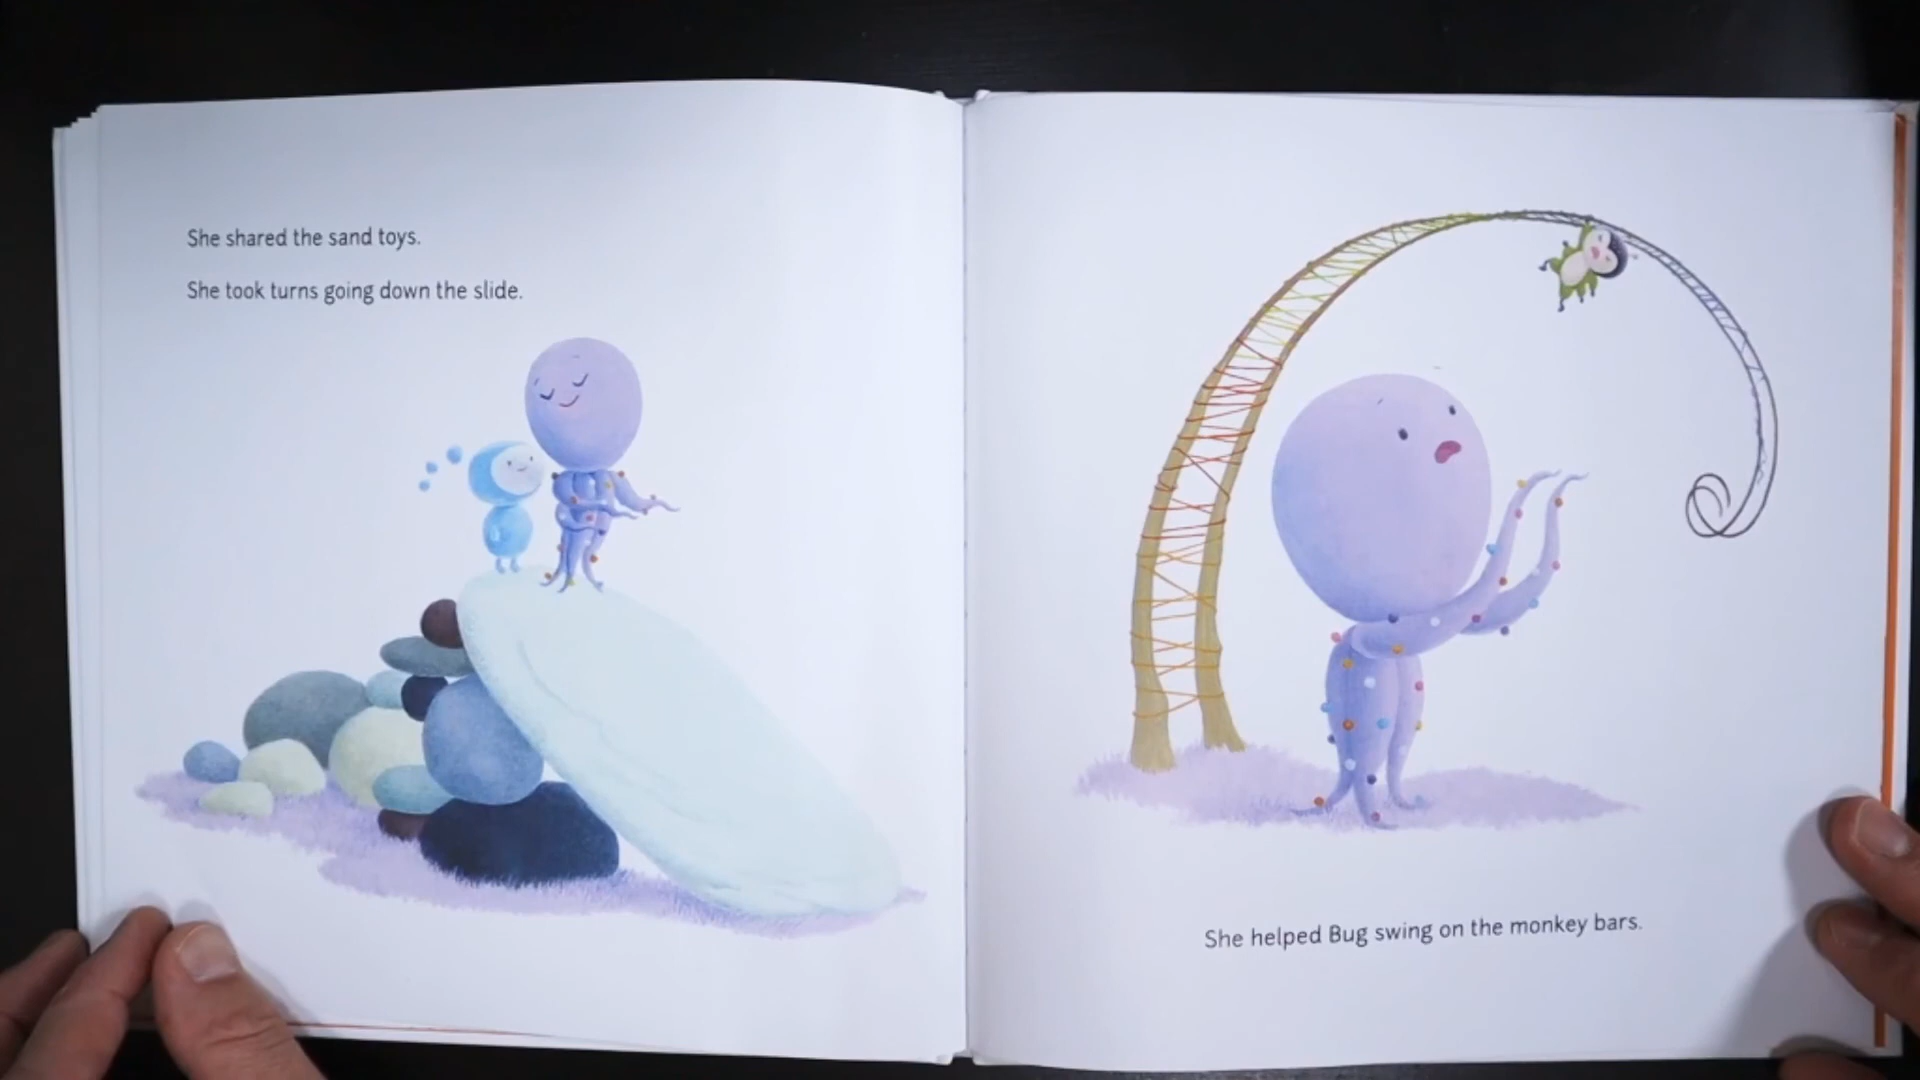 She shared the sand toys.
She took turns going down the slide.
She helped Bug swing on the monkey bars.